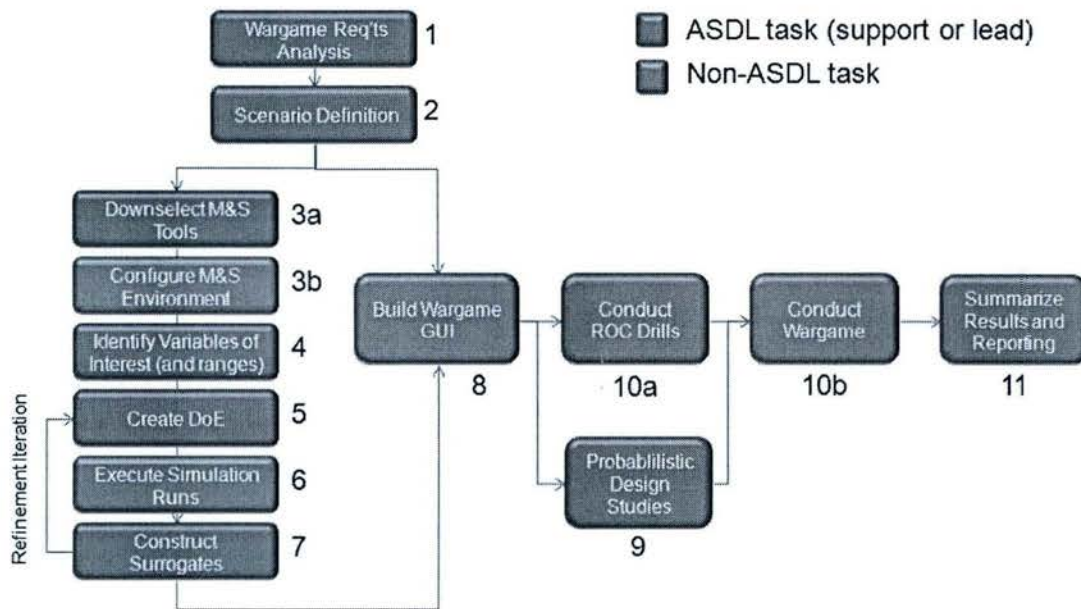 Wargame Req'ts
Analysis
1
ASDL task (support or lead)
Non-ASDL task
Scenario Definition
2
Downselect M&S
Tools
3a
Configure M&S
Environment
3b
Identify Variables of
Interest (and ranges)
4
Create DoE
5
Execute Simulation
Runs
6
Construct
Surrogates
7
Refinement Iteration
Build Wargame
GUI
8
Conduct
ROC Drills
10a
Conduct
Wargame
10b
Summarize
Results and
Reporting
11
Probablilistic
Design
Studies
9